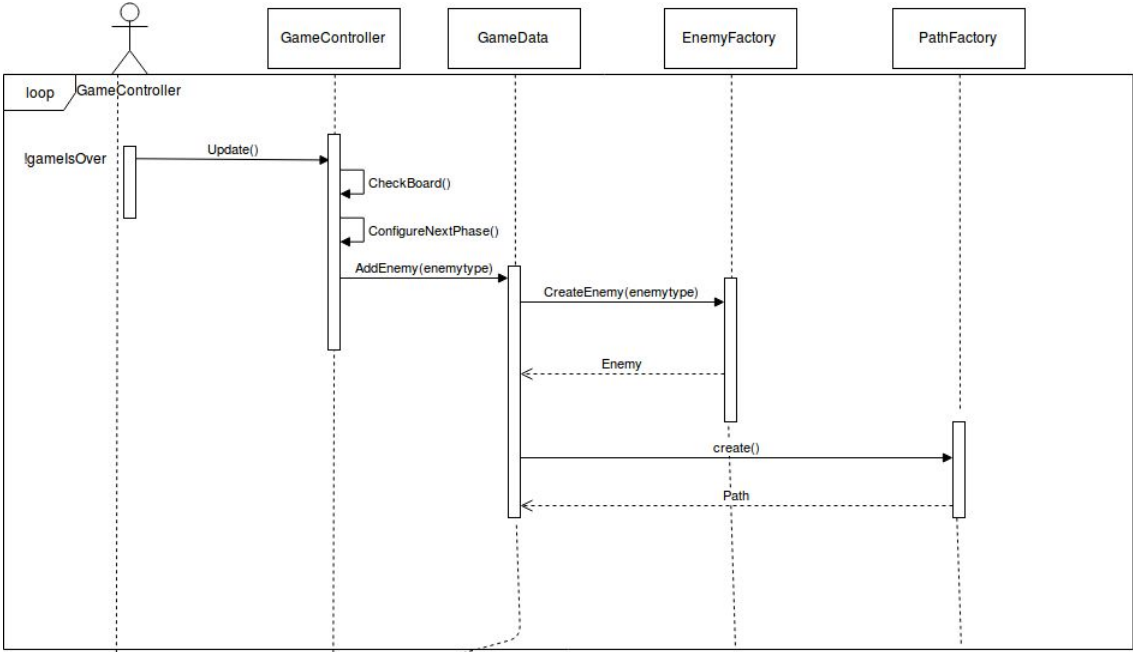 GameController
GameData
EnemyFactory
PathFactory
loop
GameController
!gameIsOver
Update()
CheckBoard()
ConfigureNextPhase()
AddEnemy(enemytype)
CreateEnemy(enemytype)
Enemy
create()
Path